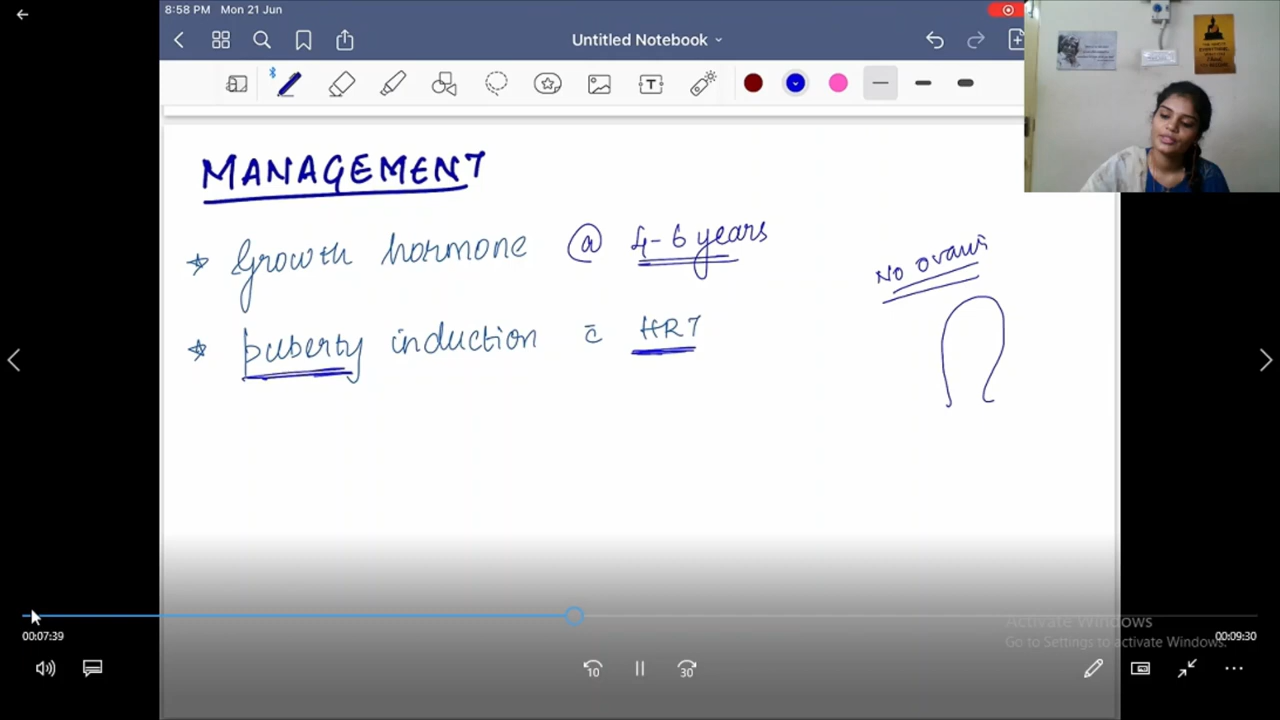 8:58 PM Mon 21 Jun
Untitled Notebook
T
MANAGEMENT
No ovaries
☆ Growth hormone @ 4-6 years
☆ puberty induction c̄ HRT
Activate Windows
Go to Settings to activate Windows.
00:07:39
00:09:30
10
30